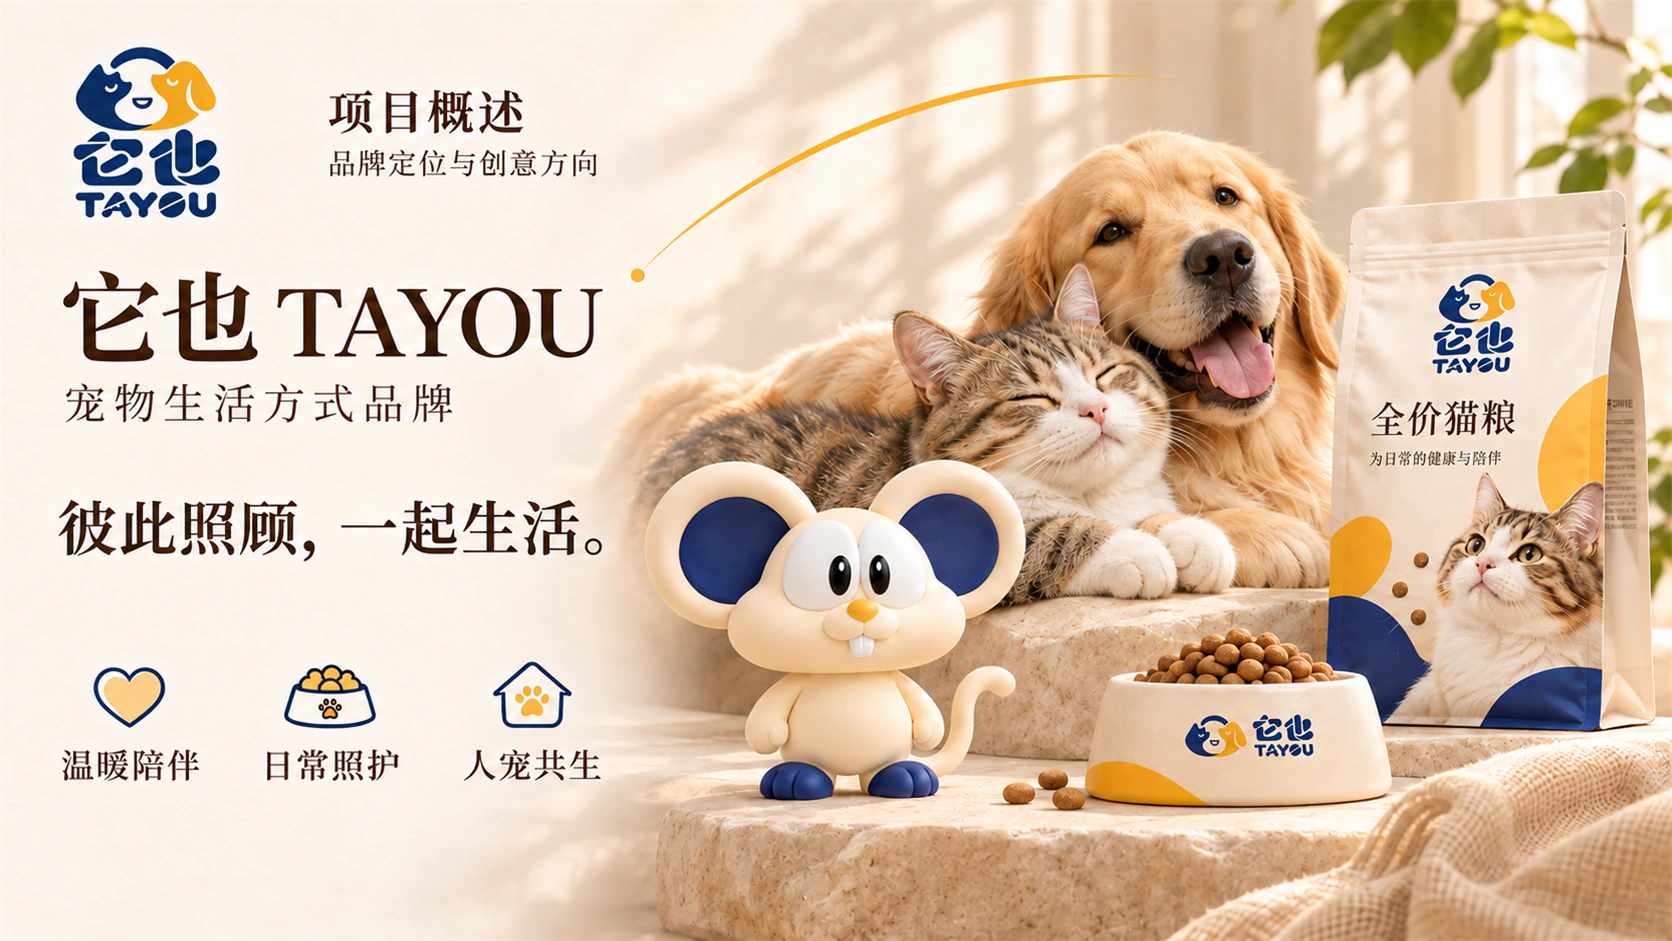 它也
TAYOU
项目概述
品牌定位与创意方向
它也 TAYOU
宠物生活方式品牌
彼此照顾，一起生活。
温暖陪伴
日常照护
人宠共生
它也
TAYOU
全价猫粮
为日常的健康与陪伴
它也
TAYOU